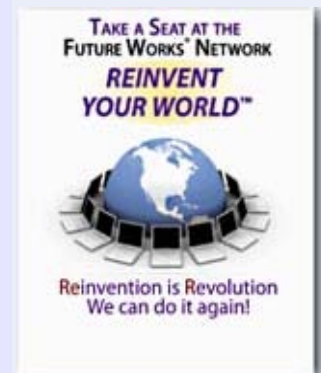 TAKE A SEAT AT THE
FUTURE WORKS* NETWORK
REINVENT
YOUR WORLD™
Reinvention is Revolution
We can do it again!